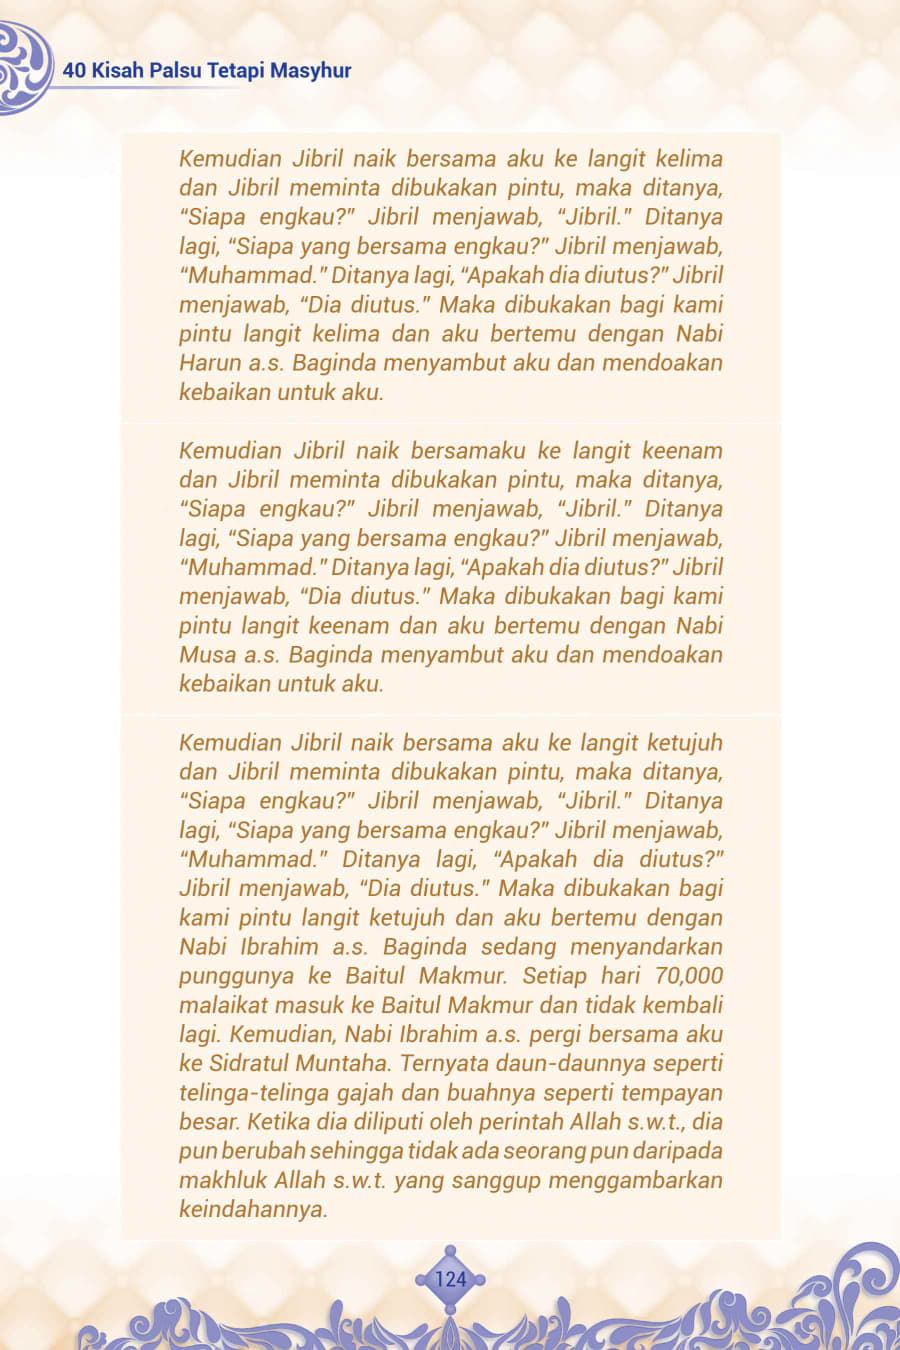 40 Kisah Palsu Tetapi Masyhur
Kemudian Jibril naik bersama aku ke langit kelima
dan Jibril meminta dibukakan pintu, maka ditanya,
“Siapa engkau?” Jibril menjawab, “Jibril.” Ditanya
lagi, “Siapa yang bersama engkau?” Jibril menjawab,
“Muhammad.” Ditanya lagi, “Apakah dia diutus?” Jibril
menjawab, “Dia diutus.” Maka dibukakan bagi kami
pintu langit kelima dan aku bertemu dengan Nabi
Harun a.s. Baginda menyambut aku dan mendoakan
kebaikan untuk aku.
Kemudian Jibril naik bersamaku ke langit keenam
dan Jibril meminta dibukakan pintu, maka ditanya,
“Siapa engkau?” Jibril menjawab, “Jibril.” Ditanya
lagi, “Siapa yang bersama engkau?” Jibril menjawab,
“Muhammad.” Ditanya lagi, “Apakah dia diutus?” Jibril
menjawab, “Dia diutus.” Maka dibukakan bagi kami
pintu langit keenam dan aku bertemu dengan Nabi
Musa a.s. Baginda menyambut aku dan mendoakan
kebaikan untuk aku.
Kemudian Jibril naik bersama aku ke langit ketujuh
dan Jibril meminta dibukakan pintu, maka ditanya,
“Siapa engkau?” Jibril menjawab, “Jibril.” Ditanya
lagi, “Siapa yang bersama engkau?” Jibril menjawab,
“Muhammad.” Ditanya lagi, “Apakah dia diutus?”
Jibril menjawab, “Dia diutus.” Maka dibukakan bagi
kami pintu langit ketujuh dan aku bertemu dengan
Nabi Ibrahim a.s. Baginda sedang menyandarkan
punggunya ke Baitul Makmur. Setiap hari 70,000
malaikat masuk ke Baitul Makmur dan tidak kembali
lagi. Kemudian, Nabi Ibrahim a.s. pergi bersama aku
ke Sidratul Muntaha. Ternyata daun-daunnya seperti
telinga-telinga gajah dan buahnya seperti tempayan
besar. Ketika dia diliputi oleh perintah Allah s.w.t., dia
pun berubah sehingga tidak ada seorang pun daripada
makhluk Allah s.w.t. yang sanggup menggambarkan
keindahannya.
124